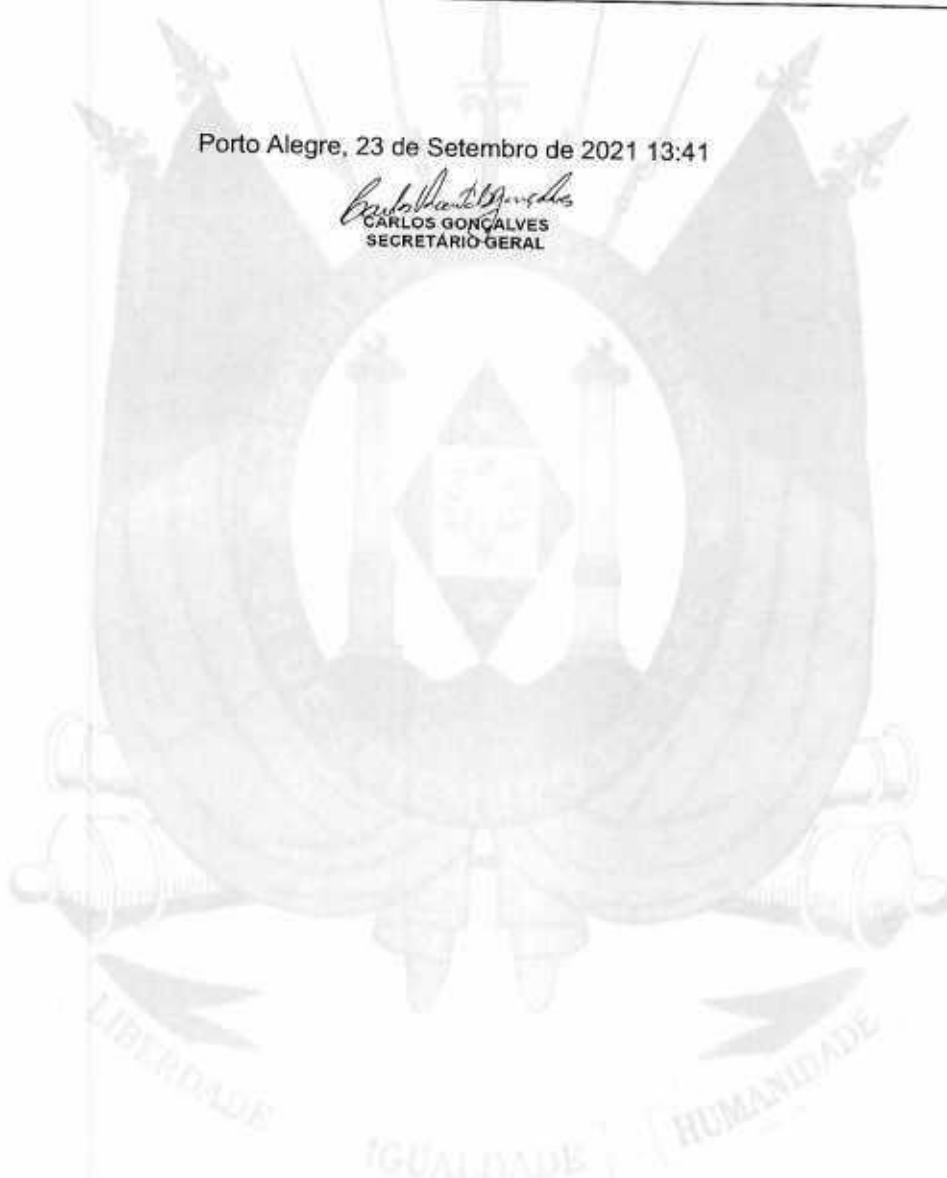 Porto Alegre, 23 de Setembro de 2021 13:41
CARLOS GONÇALVES
SECRETÁRIO GERAL
LIBERDADE
IGUALDADE
HUMANIDADE